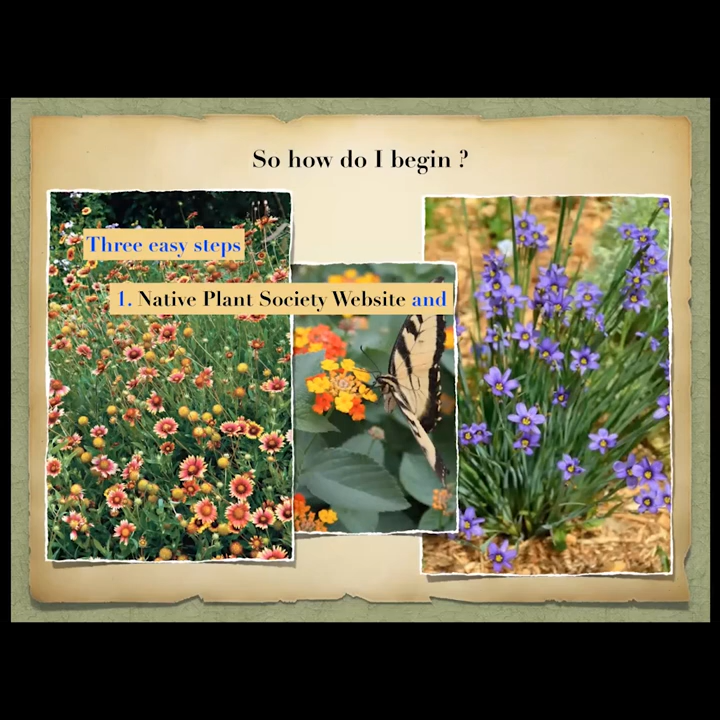 So how do I begin ?
Three easy steps
1. Native Plant Society Website and